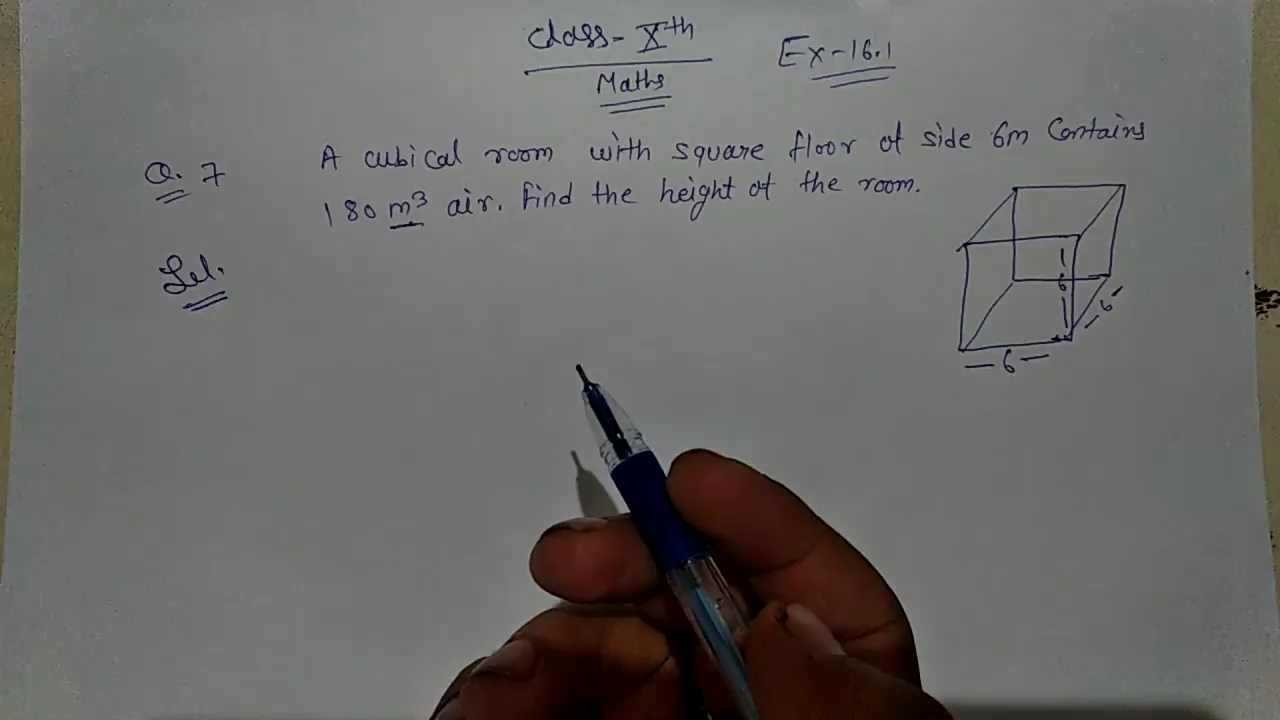 Class - Xth
Maths
Ex-16.1
Q. 7 A cubical room with square floor of side 6m Contains
180 m³ air. Find the height of the room.
Sol.
6
6
6